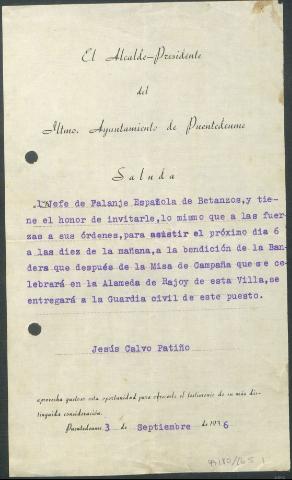 El Alcalde-Presidente
del
Iltmo. Ayuntamiento de Puentedeume
Saluda
al Jefe de Falange Española de Betanzos, y tie-
ne el honor de invitarle, lo mismo que a las fuer-
zas a sus órdenes, para asistir el próximo dia 6
a las diez de la mañana, a la bendición de la Ban-
dera que después de la Misa de Campaña que se ce-
lebrará en la Alameda de Rajoy de esta Villa, se
entregará a la Guardia civil de este puesto.
Jesús Calvo Patiño
aprovecha gustoso esta oportunidad para ofrecerle el testimonio de su más dis-
tinguida consideración.
Puentedeume 3 de Septiembre de 1936